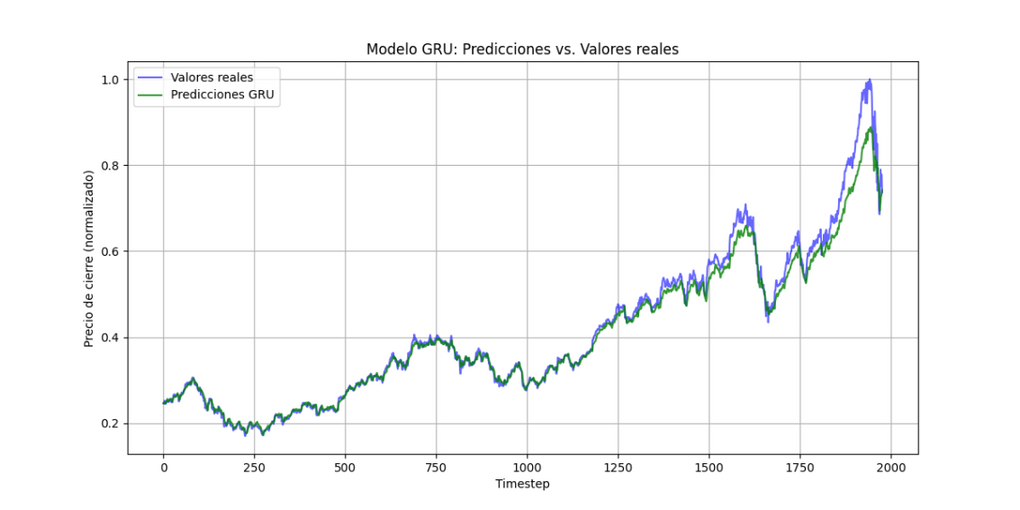 Modelo GRU: Predicciones vs. Valores reales
Valores reales
Predicciones GRU
Precio de cierre (normalizado)
1.0
0.8
0.6
0.4
0.2
0 250 500 750 1000 1250 1500 1750 2000
Timestep